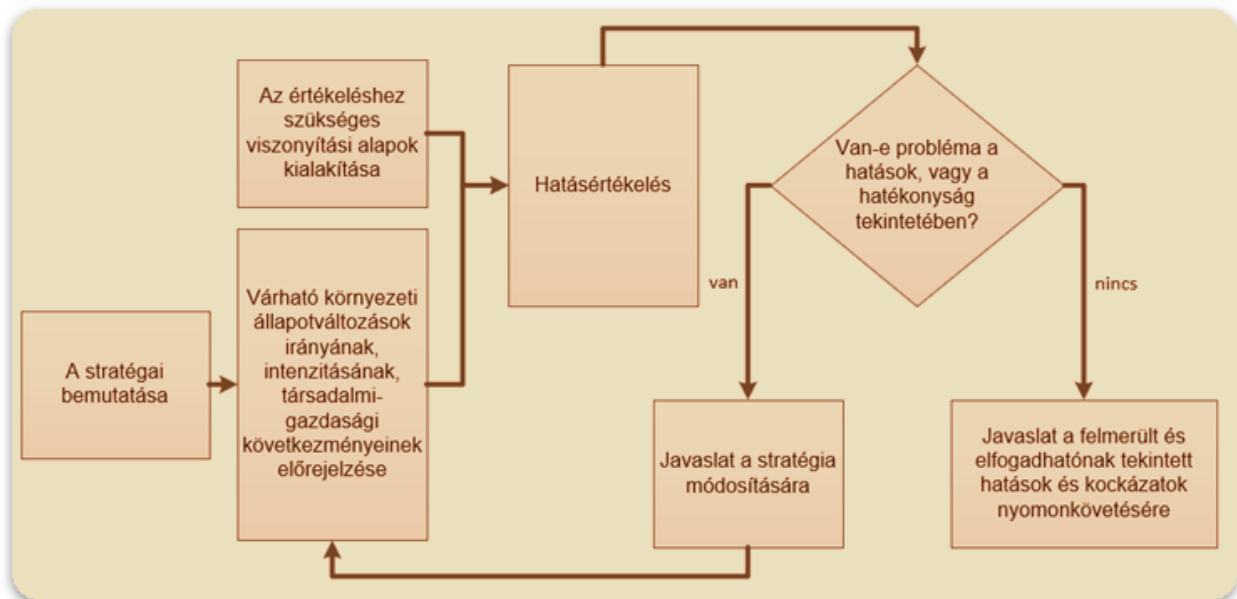 Az értékeléshez
szükséges
viszonyítási alapok
kialakítása
Hatásértékelés
Van-e probléma a
hatások, vagy a
hatékonyság
tekintetében?
van
nincs
A stratégai
bemutatása
Várható környezeti
állapotváltozások
irányának,
intenzitásának,
társadalmi-
gazdasági
következményeinek
előrejelzése
Javaslat a stratégia
módosítására
Javaslat a felmerült és
elfogadhatónak tekintett
hatások és kockázatok
nyomonkövetésére